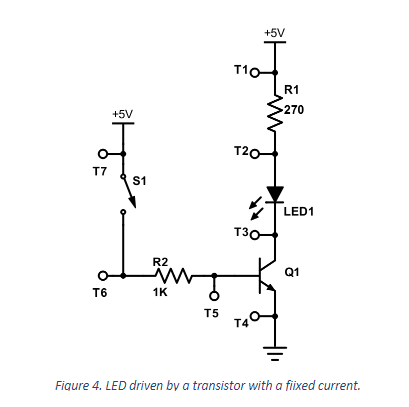 +5V
T1
R1
270
+5V
T2
T7
S1
LED1
T3
R2
Q1
T6
1K
T5
T4
Figure 4. LED driven by a transistor with a fiixed current.